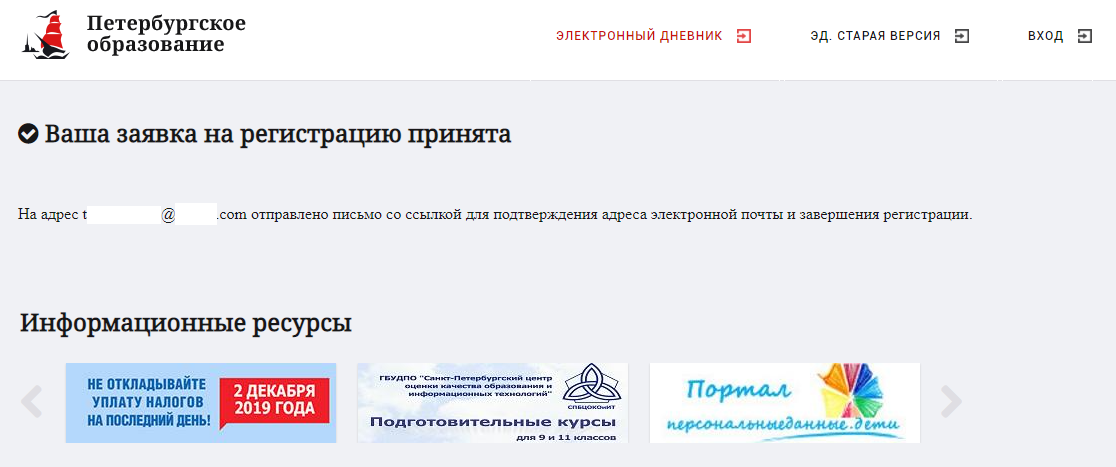 Петербургское
образование
ЭЛЕКТРОННЫЙ ДНЕВНИК
ЭД. СТАРАЯ ВЕРСИЯ
ВХОД
Ваша заявка на регистрацию принята
На адрес t @ .com отправлено письмо со ссылкой для подтверждения адреса электронной почты и завершения регистрации.
Информационные ресурсы
НЕ ОТКЛАДЫВАЙТЕ
УПЛАТУ НАЛОГОВ
НА ПОСЛЕДНИЙ ДЕНЬ!
2 ДЕКАБРЯ
2019 ГОДА
ГБУДПО "Санкт-Петербургский центр
оценки качества образования и
информационных технологий"
СПБЦОКОИИТ
Подготовительные курсы
для 9 и 11 классов
Портал
персональныеданные.дети